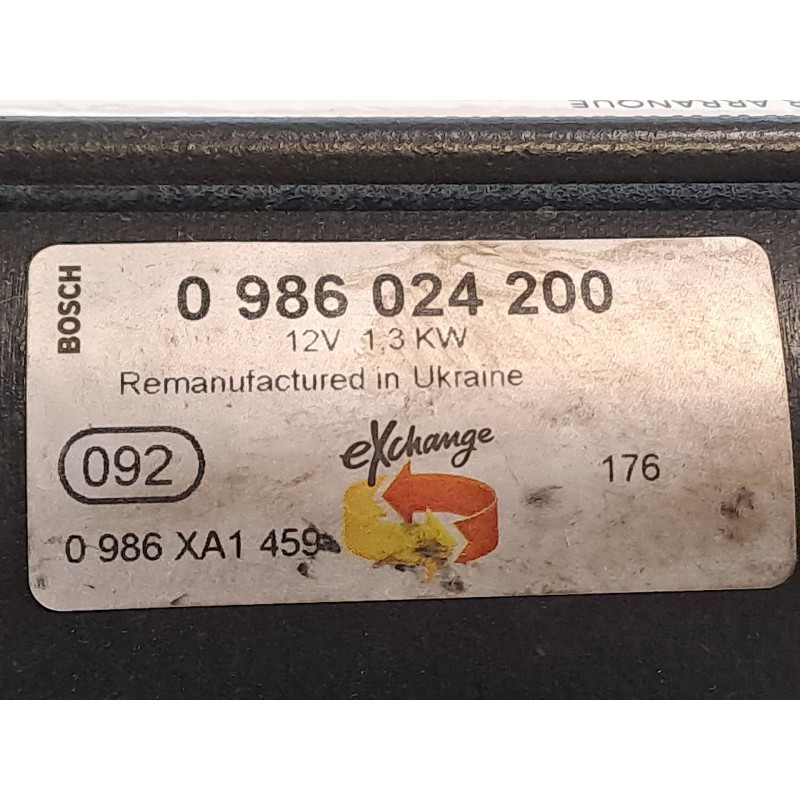 R ARRANQUE
BOSCH
0 986 024 200
12V 1,3 KW
Remanufactured in Ukraine
092
eXchange
176
0 986 XA1 459